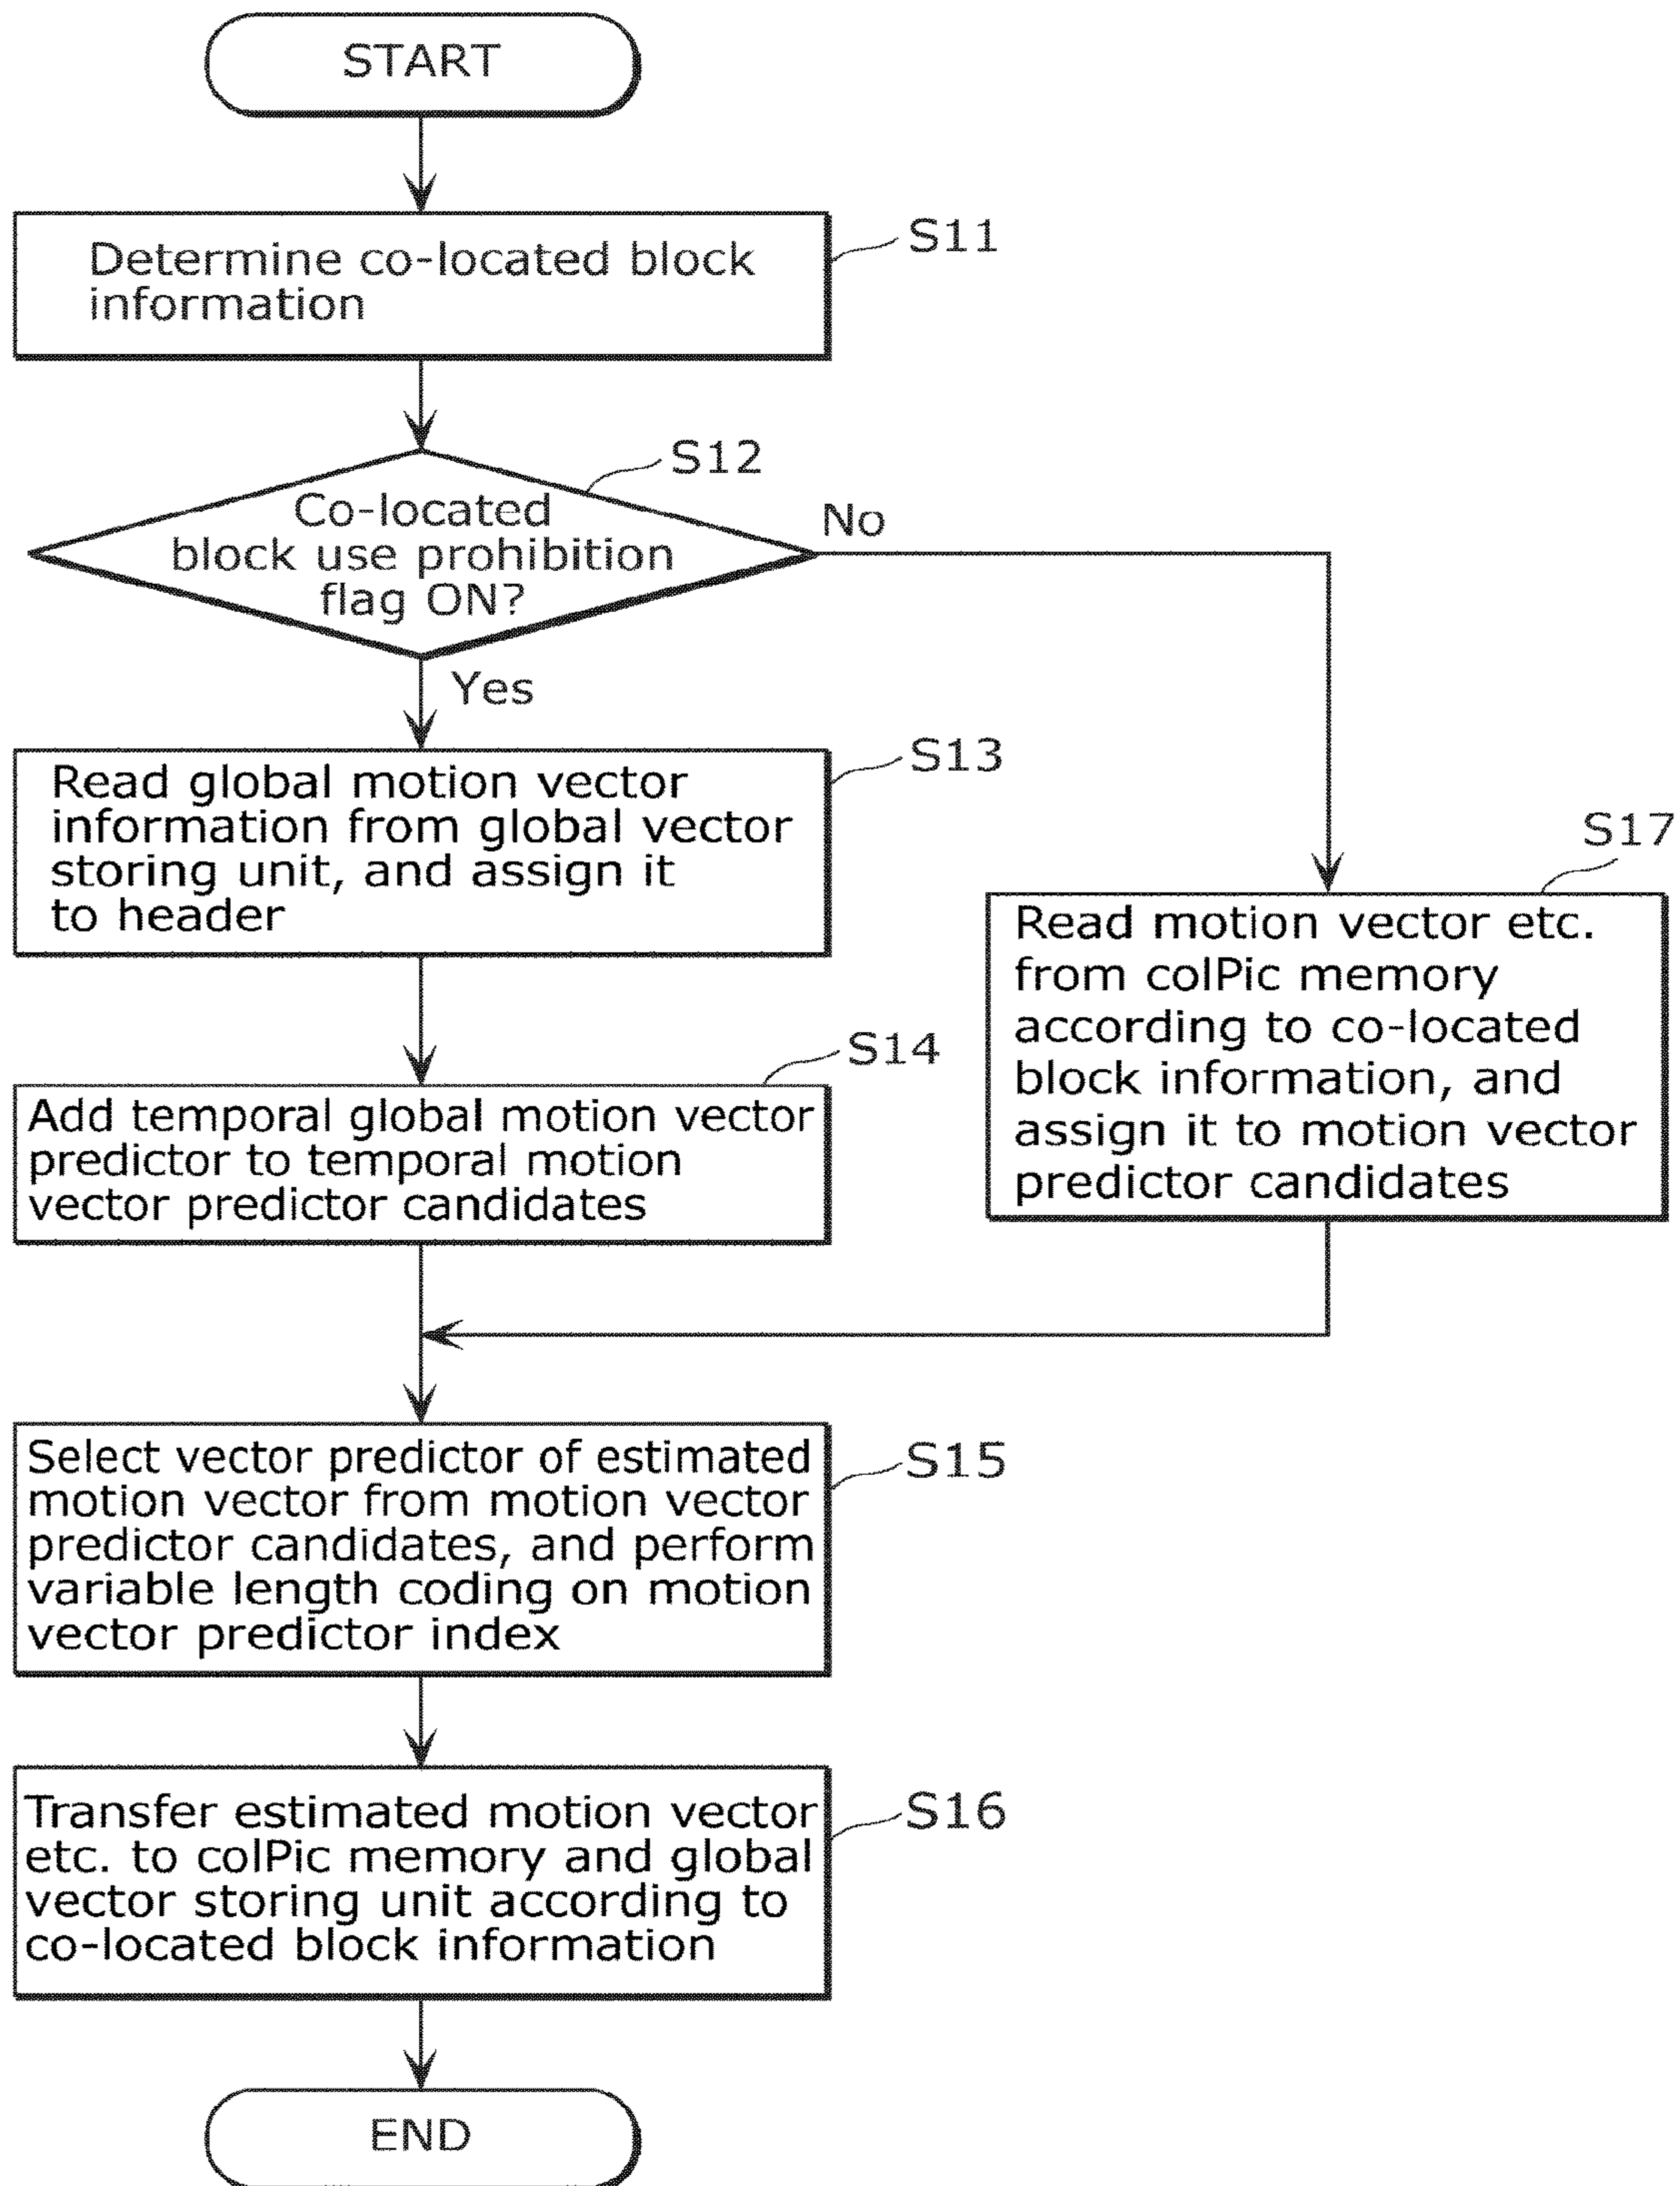 START
S11
Determine co-located block
information
S12
Co-located
block use prohibition
flag ON?
No
Yes
S13
Read global motion vector
information from global vector
storing unit, and assign it
to header
S17
Read motion vector etc.
from colPic memory
according to co-located
block information, and
assign it to motion vector
predictor candidates
S14
Add temporal global motion vector
predictor to temporal motion
vector predictor candidates
S15
Select vector predictor of estimated
motion vector from motion vector
predictor candidates, and perform
variable length coding on motion
vector predictor index
S16
Transfer estimated motion vector
etc. to colPic memory and global
vector storing unit according to
co-located block information
END